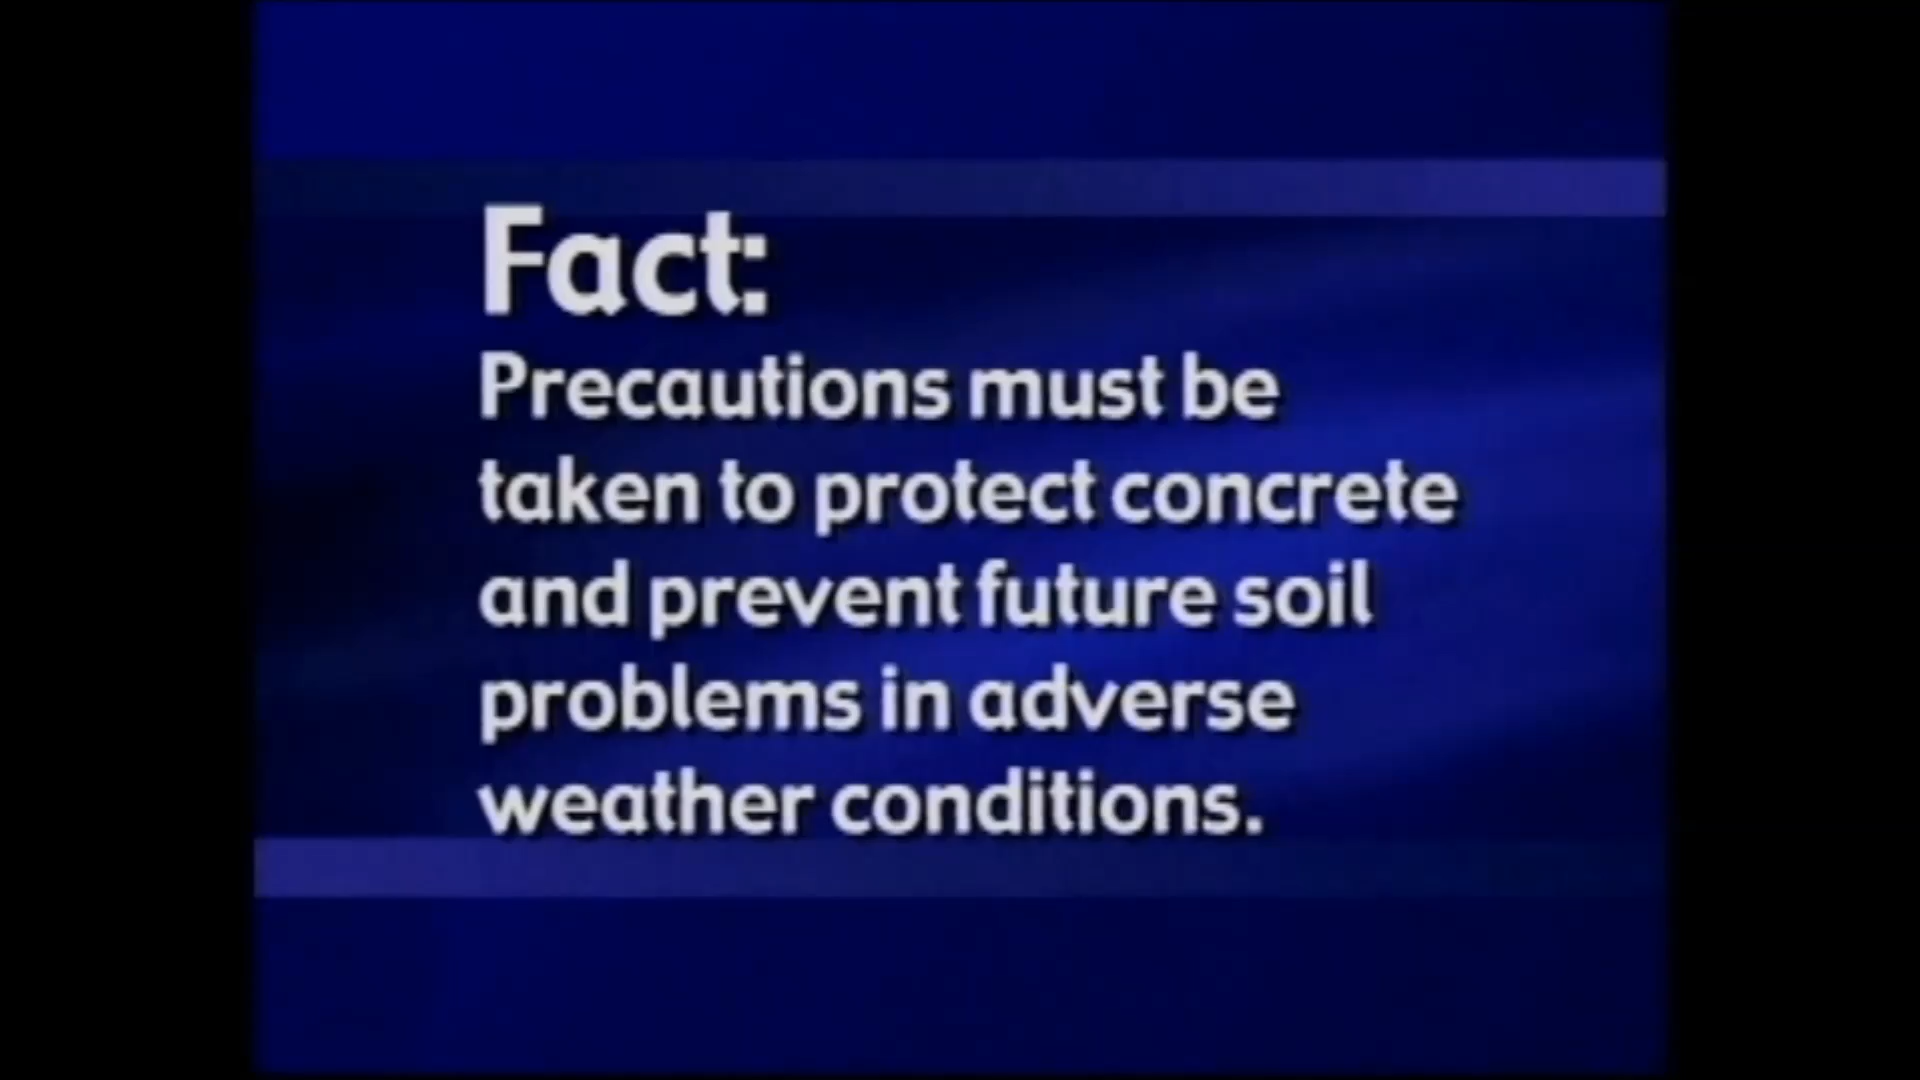 Fact:
Precautions must be
taken to protect concrete
and prevent future soil
problems in adverse
weather conditions.